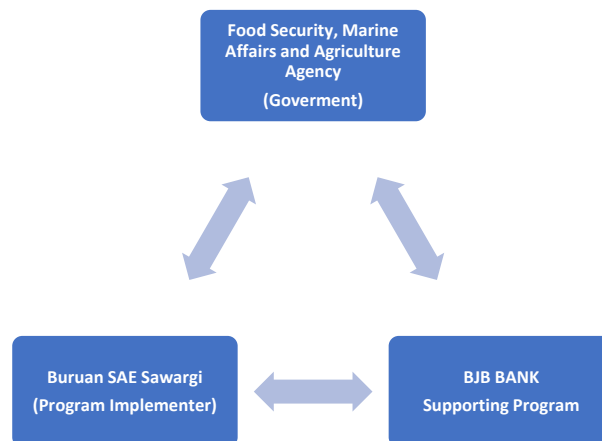 Food Security, Marine
Affairs and Agriculture
Agency
(Goverment)
Buruan SAE Sawargi
(Program Implementer)
BJB BANK
Supporting Program